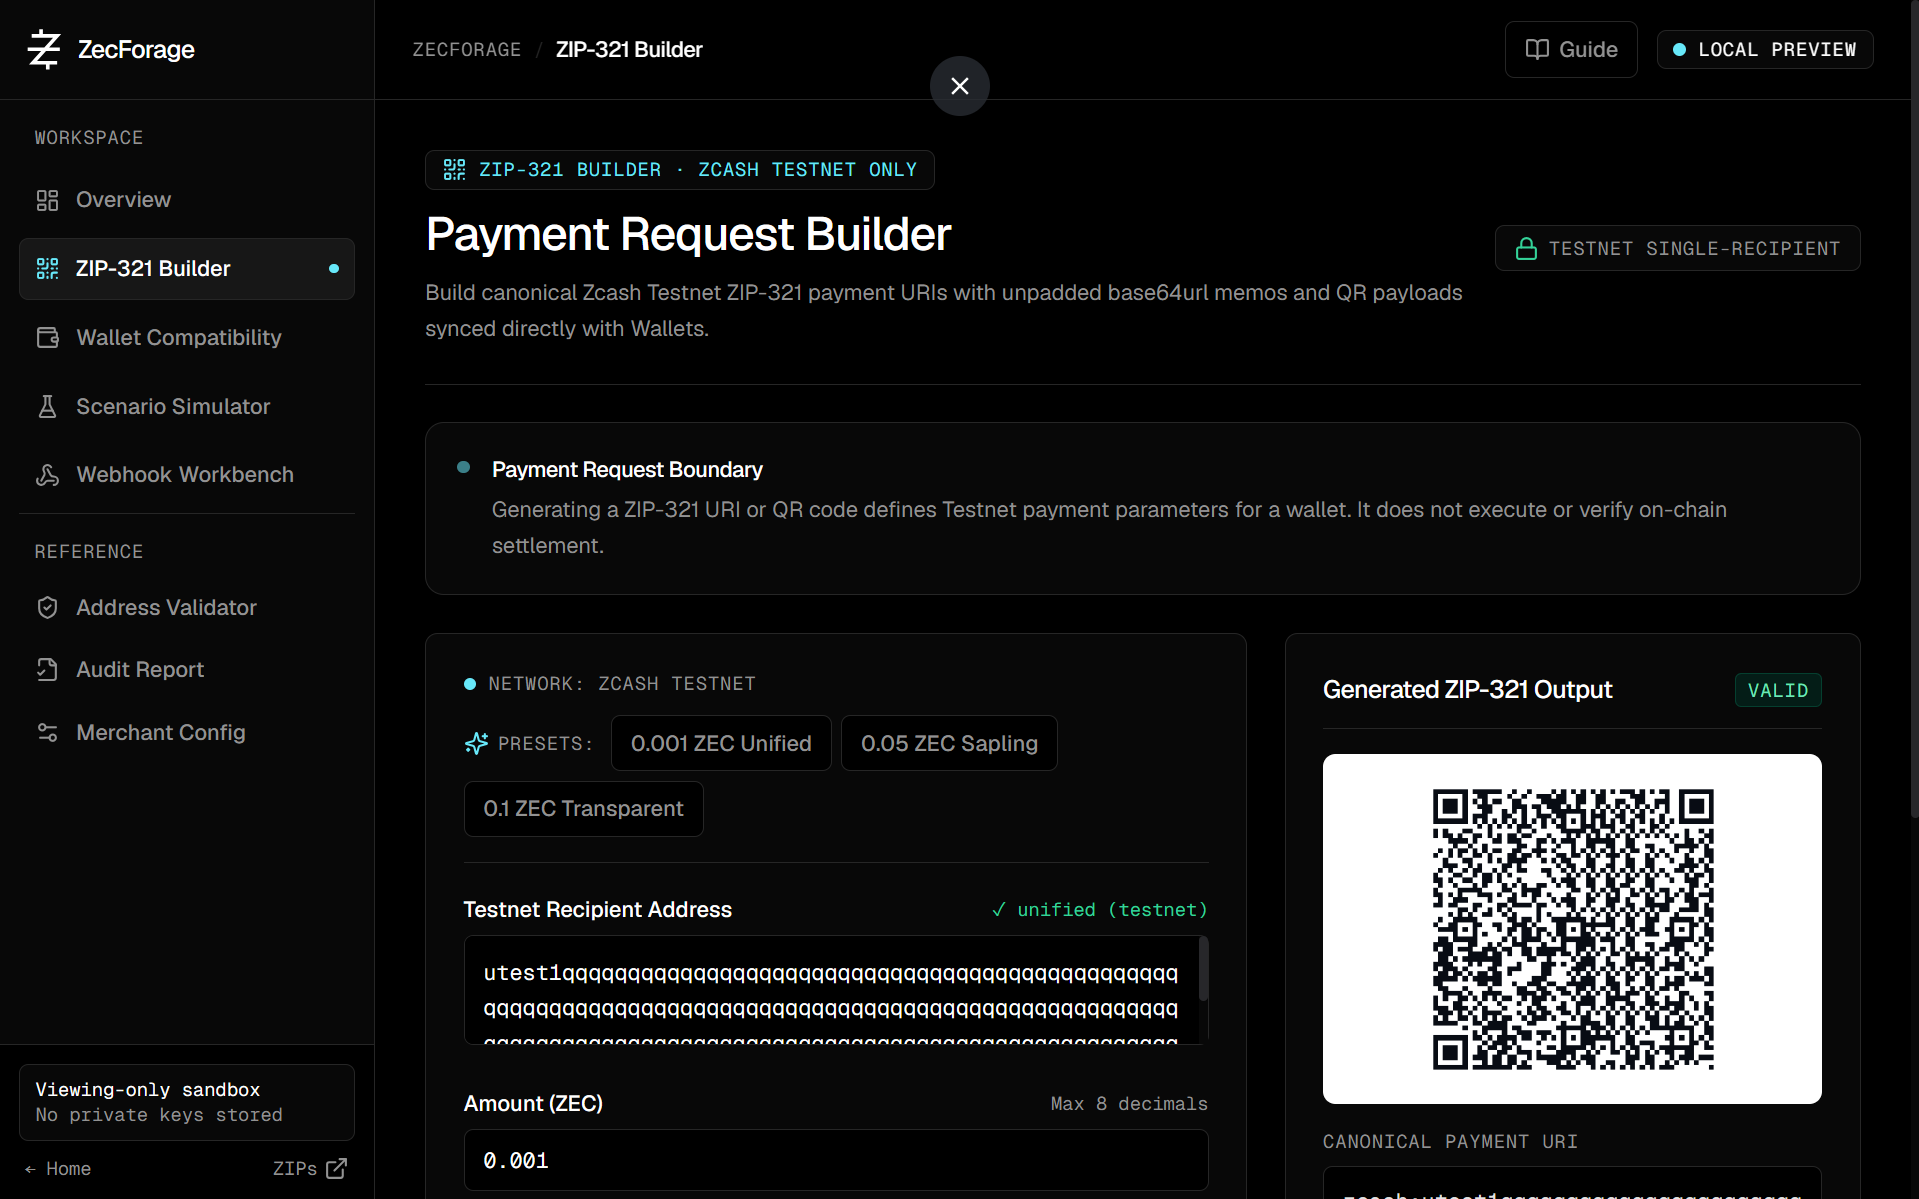 ZecForage
WORKSPACE
Overview
ZIP-321 Builder
Wallet Compatibility
Scenario Simulator
Webhook Workbench
REFERENCE
Address Validator
Audit Report
Merchant Config
Viewing-only sandbox
No private keys stored
← Home
ZIPs
ZECFORAGE / ZIP-321 Builder
Guide
LOCAL PREVIEW
ZIP-321 BUILDER · ZCASH TESTNET ONLY
Payment Request Builder
Build canonical Zcash Testnet ZIP-321 payment URIs with unpadded base64url memos and QR payloads
synced directly with Wallets.
TESTNET SINGLE-RECIPIENT
Payment Request Boundary
Generating a ZIP-321 URI or QR code defines Testnet payment parameters for a wallet. It does not execute or verify on-chain
settlement.
NETWORK: ZCASH TESTNET
PRESETS:
0.001 ZEC Unified
0.05 ZEC Sapling
0.1 ZEC Transparent
Testnet Recipient Address
✓ unified (testnet)
utest1qqqqqqqqqqqqqqqqqqqqqqqqqqqqqqqqqqqqqqqqqqqqqqq
qqqqqqqqqqqqqqqqqqqqqqqqqqqqqqqqqqqqqqqqqqqqqqqqqqqqq
Amount (ZEC)
Max 8 decimals
0.001
Generated ZIP-321 Output
VALID
CANONICAL PAYMENT URI